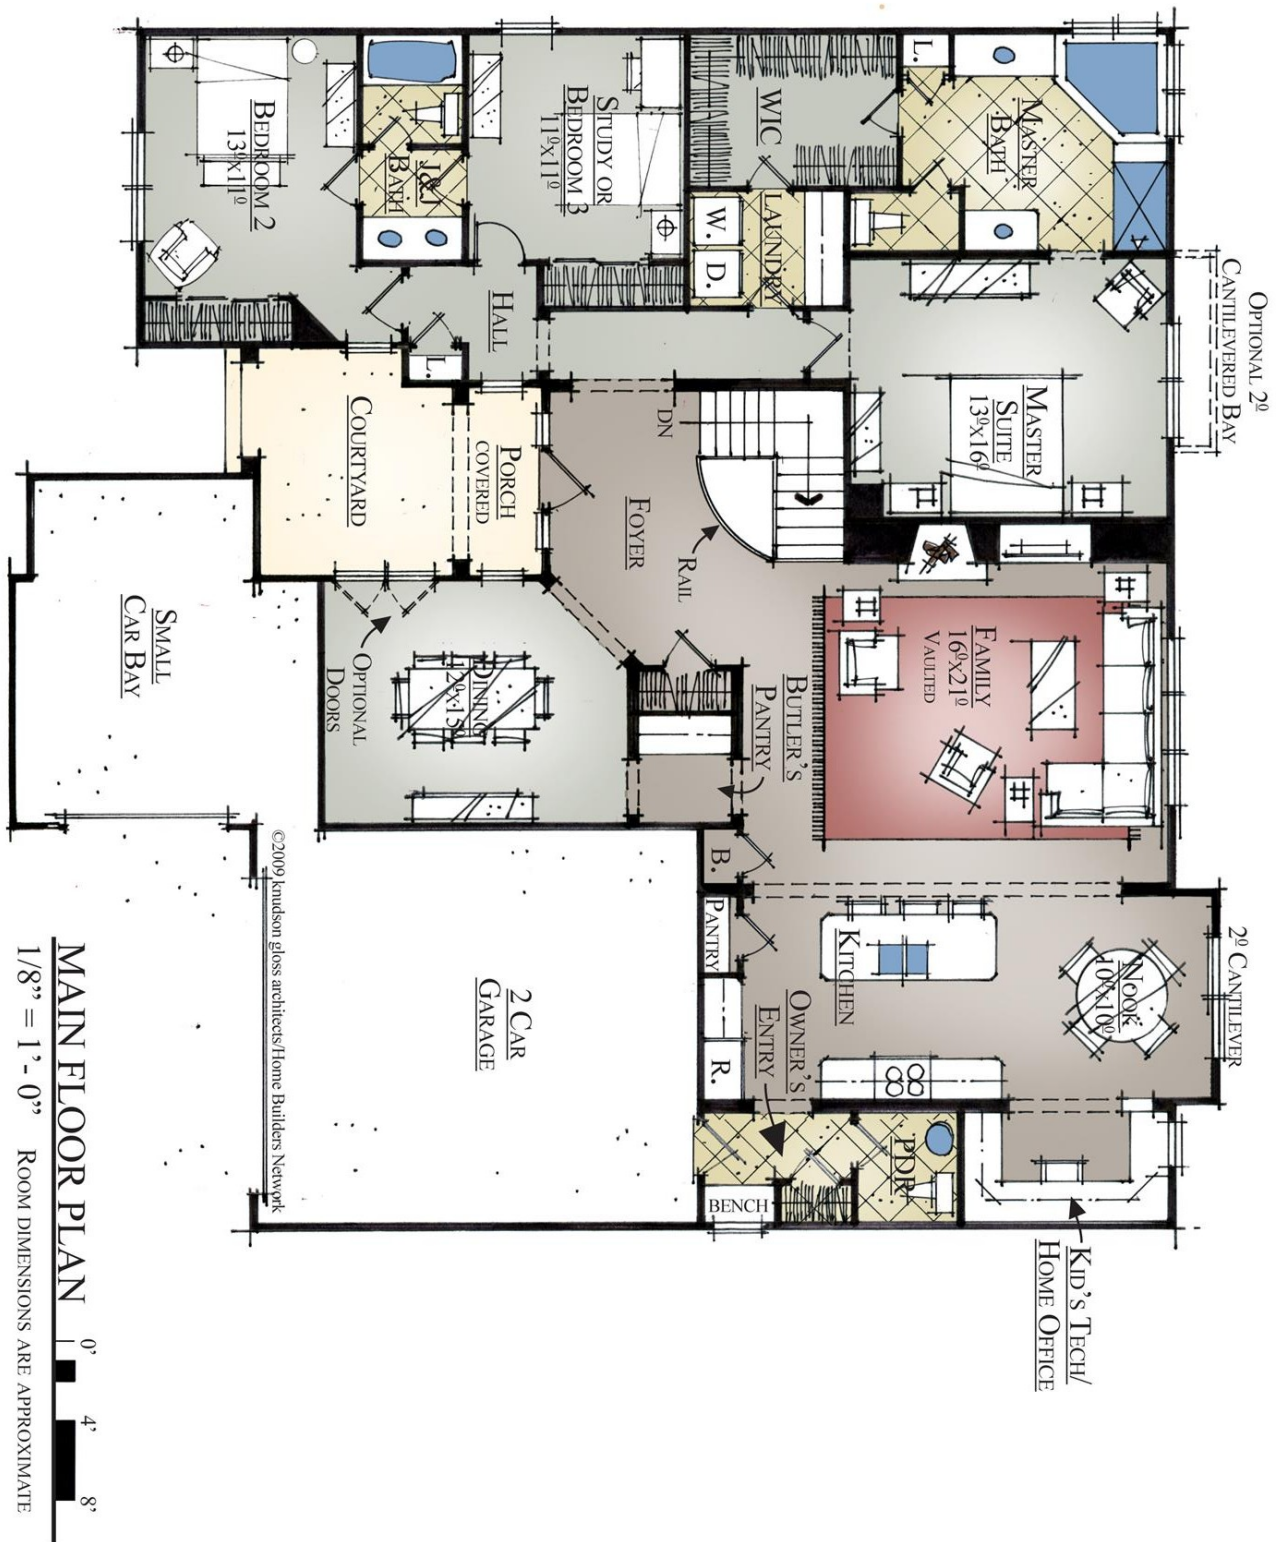 OPTIONAL 2⁰
CANTILEVERED BAY
2⁰ CANTILEVER
KID'S TECH/
HOME OFFICE
MASTER
BATH
L.
MASTER
SUITE
13⁰x16⁰
FAMILY
16⁰x21⁰
VAULTED
NOOK
10⁰x10⁰
WIC
LAUNDRY
W.
D.
KITCHEN
PDR
BUTLER'S
PANTRY
OWNER'S
ENTRY
B.
PANTRY
R.
BENCH
STUDY OR
BEDROOM 3
11⁰x11⁰
HALL
DN
RAIL
FOYER
J&J
BATH
L.
PORCH
COVERED
DINING
12⁰x15⁰
2 CAR
GARAGE
BEDROOM 2
13⁰x11⁰
COURTYARD
OPTIONAL
DOORS
SMALL
CAR BAY
©2009 knudson gloss architects/Home Builders Network
MAIN FLOOR PLAN
1/8" = 1' - 0" ROOM DIMENSIONS ARE APPROXIMATE
0' 4' 8'